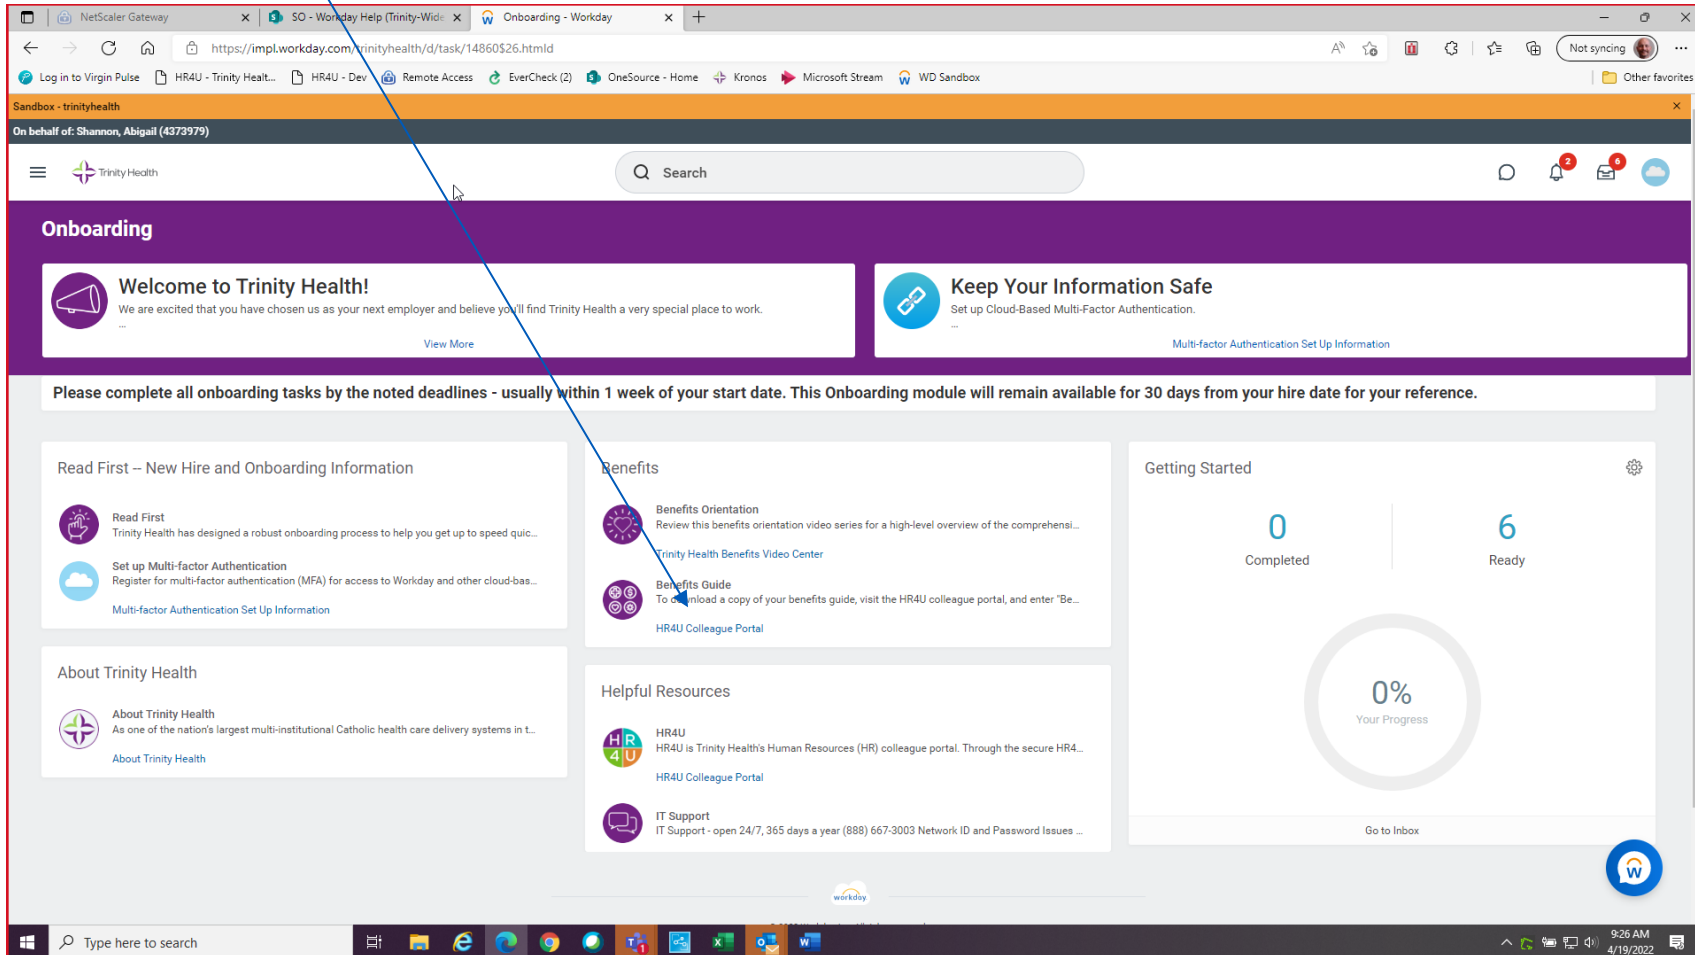 NetScaler Gateway
SO - Workday Help (Trinity-Wide
Onboarding - Workday
https://impl.workday.com/trinityhealth/d/task/14860$26.htmld
Not syncing
Log in to Virgin Pulse
HR4U - Trinity Healt...
HR4U - Dev
Remote Access
EverCheck (2)
OneSource - Home
Kronos
Microsoft Stream
WD Sandbox
Other favorites
Sandbox - trinityhealth
On behalf of: Shannon, Abigail (4373979)
Trinity Health
Search
2
6
Onboarding
Welcome to Trinity Health!
We are excited that you have chosen us as your next employer and believe you'll find Trinity Health a very special place to work.
...
View More
Keep Your Information Safe
Set up Cloud-Based Multi-Factor Authentication.
...
Multi-factor Authentication Set Up Information
Please complete all onboarding tasks by the noted deadlines - usually within 1 week of your start date. This Onboarding module will remain available for 30 days from your hire date for your reference.
Read First -- New Hire and Onboarding Information
Read First
Trinity Health has designed a robust onboarding process to help you get up to speed quic...
Set up Multi-factor Authentication
Register for multi-factor authentication (MFA) for access to Workday and other cloud-bas...
Multi-factor Authentication Set Up Information
About Trinity Health
About Trinity Health
As one of the nation's largest multi-institutional Catholic health care delivery systems in t...
About Trinity Health
Benefits
Benefits Orientation
Review this benefits orientation video series for a high-level overview of the comprehensi...
Trinity Health Benefits Video Center
Benefits Guide
To download a copy of your benefits guide, visit the HR4U colleague portal, and enter "Be...
HR4U Colleague Portal
Helpful Resources
HR
4U
HR4U
HR4U is Trinity Health's Human Resources (HR) colleague portal. Through the secure HR4...
HR4U Colleague Portal
IT Support
IT Support - open 24/7, 365 days a year (888) 667-3003 Network ID and Password Issues ...
Getting Started
0
Completed
6
Ready
0%
Your Progress
Go to Inbox
workday
Type here to search
9:26 AM
4/19/2022